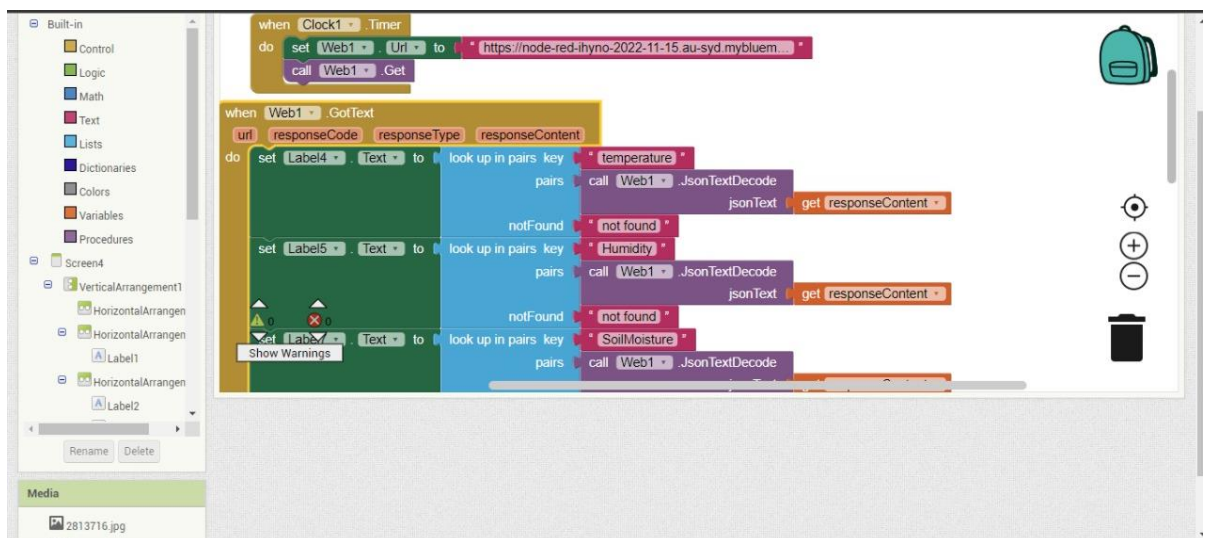 Built-in
Control
Logic
Math
Text
Lists
Dictionaries
Colors
Variables
Procedures
Screen4
VerticalArrangement1
HorizontalArrangen
HorizontalArrangen
Label1
HorizontalArrangen
Label2
Rename Delete
Media
2813716.jpg
when Clock1 .Timer
do set Web1 . Url to " https://node-red-ihyno-2022-11-15.au-syd.mybluem... "
call Web1 .Get
when Web1 .GotText
url responseCode responseType responseContent
do set Label4 . Text to look up in pairs key " temperature "
pairs call Web1 .JsonTextDecode
jsonText get responseContent
notFound " not found "
set Label5 . Text to look up in pairs key " Humidity "
pairs call Web1 .JsonTextDecode
jsonText get responseContent
notFound " not found "
set . Text to look up in pairs key " SoilMoisture "
pairs call Web1 .JsonTextDecode
0 0
Show Warnings